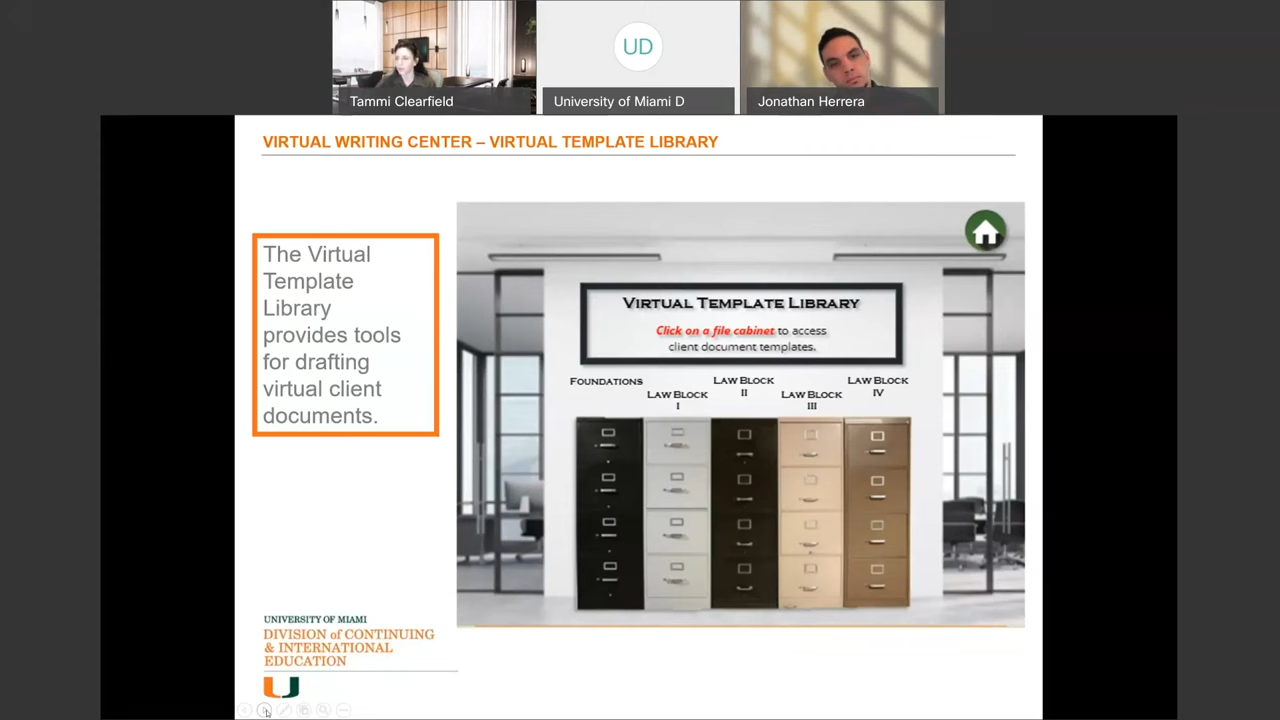 UD
Tammi Clearfield
University of Miami D
Jonathan Herrera
VIRTUAL WRITING CENTER – VIRTUAL TEMPLATE LIBRARY
The Virtual
Template
Library
provides tools
for drafting
virtual client
documents.
VIRTUAL TEMPLATE LIBRARY
Click on a file cabinet to access
client document templates.
FOUNDATIONS
LAW BLOCK
I
LAW BLOCK
II
LAW BLOCK
III
LAW BLOCK
IV
UNIVERSITY OF MIAMI
DIVISION of CONTINUING
& INTERNATIONAL
EDUCATION